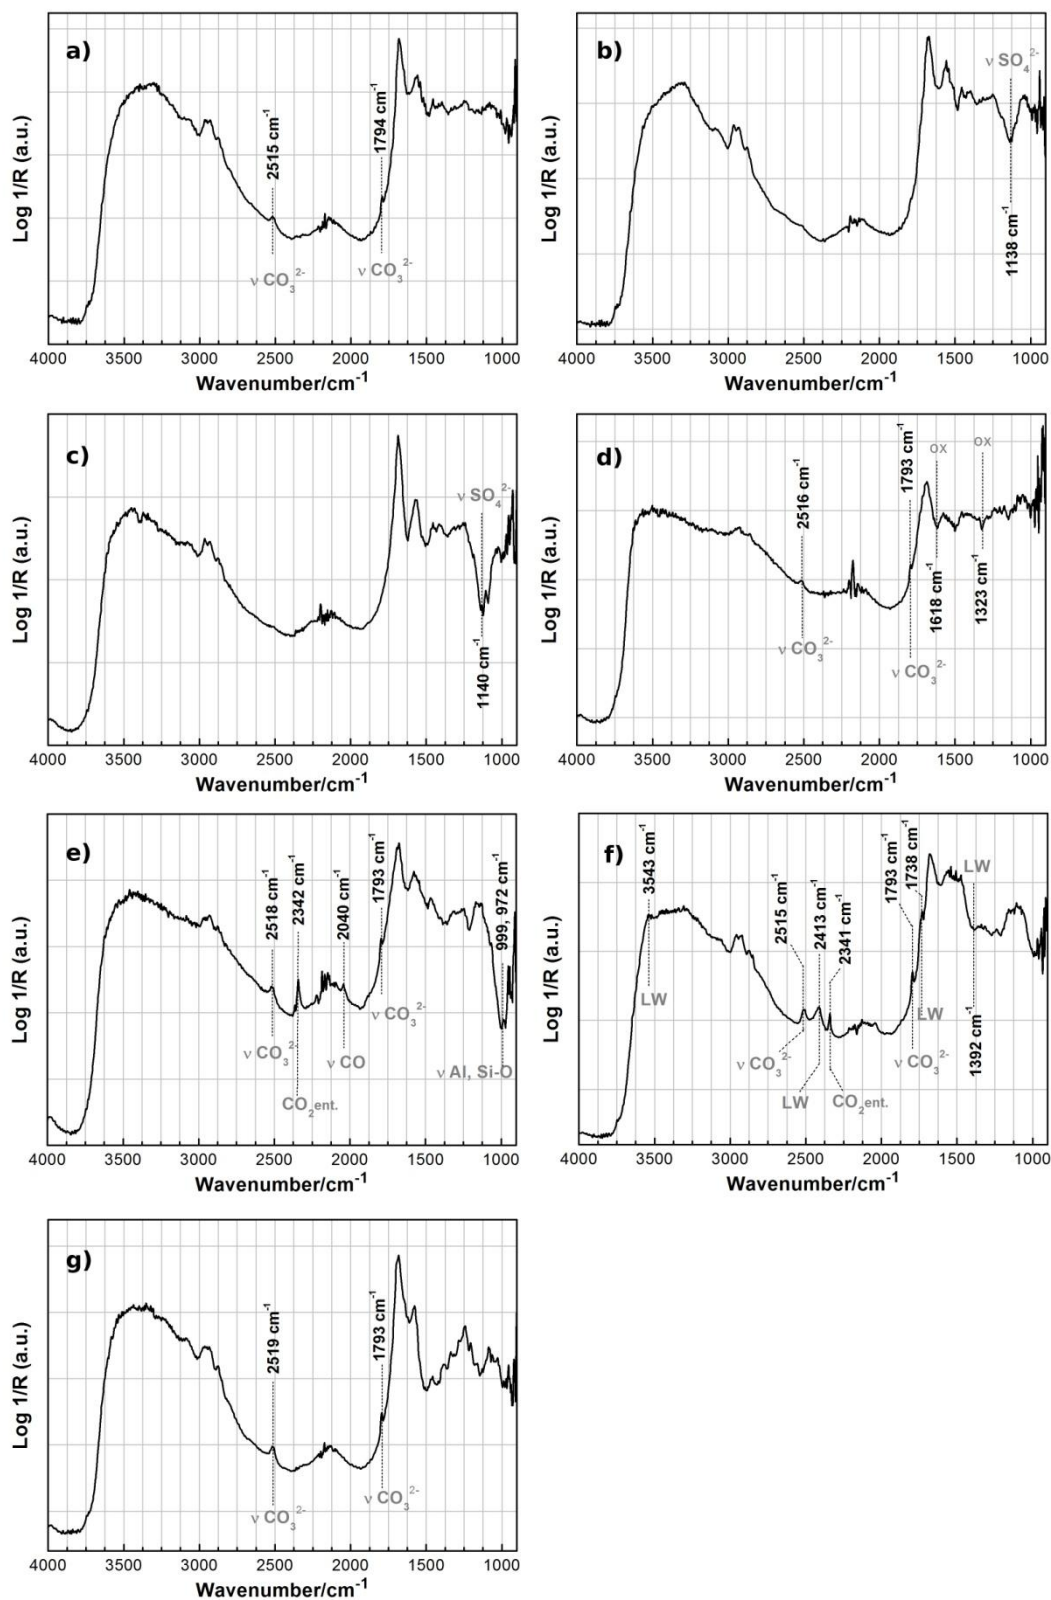 a)
Log 1/R (a.u.)
2515 cm⁻¹
1794 cm⁻¹
ν CO₃²⁻
ν CO₃²⁻
4000 3500 3000 2500 2000 1500 1000
Wavenumber/cm⁻¹
b)
Log 1/R (a.u.)
ν SO₄²⁻
1138 cm⁻¹
4000 3500 3000 2500 2000 1500 1000
Wavenumber/cm⁻¹
c)
Log 1/R (a.u.)
ν SO₄²⁻
1140 cm⁻¹
4000 3500 3000 2500 2000 1500 1000
Wavenumber/cm⁻¹
d)
Log 1/R (a.u.)
2516 cm⁻¹
1793 cm⁻¹
ox
ox
1618 cm⁻¹
1323 cm⁻¹
ν CO₃²⁻
ν CO₃²⁻
4000 3500 3000 2500 2000 1500 1000
Wavenumber/cm⁻¹
e)
Log 1/R (a.u.)
2518 cm⁻¹
2342 cm⁻¹
2040 cm⁻¹
1793 cm⁻¹
999, 972 cm⁻¹
ν CO₃²⁻
ν CO₃²⁻
ν CO
ν Al, Si-O
CO₂ent.
4000 3500 3000 2500 2000 1500 1000
Wavenumber/cm⁻¹
f)
Log 1/R (a.u.)
3543 cm⁻¹
2515 cm⁻¹
2413 cm⁻¹
2341 cm⁻¹
1793 cm⁻¹
1738 cm⁻¹
LW
LW
LW
1392 cm⁻¹
ν CO₃²⁻
ν CO₃²⁻
LW
CO₂ent.
4000 3500 3000 2500 2000 1500 1000
Wavenumber/cm⁻¹
g)
Log 1/R (a.u.)
2519 cm⁻¹
1793 cm⁻¹
ν CO₃²⁻
ν CO₃²⁻
4000 3500 3000 2500 2000 1500 1000
Wavenumber/cm⁻¹